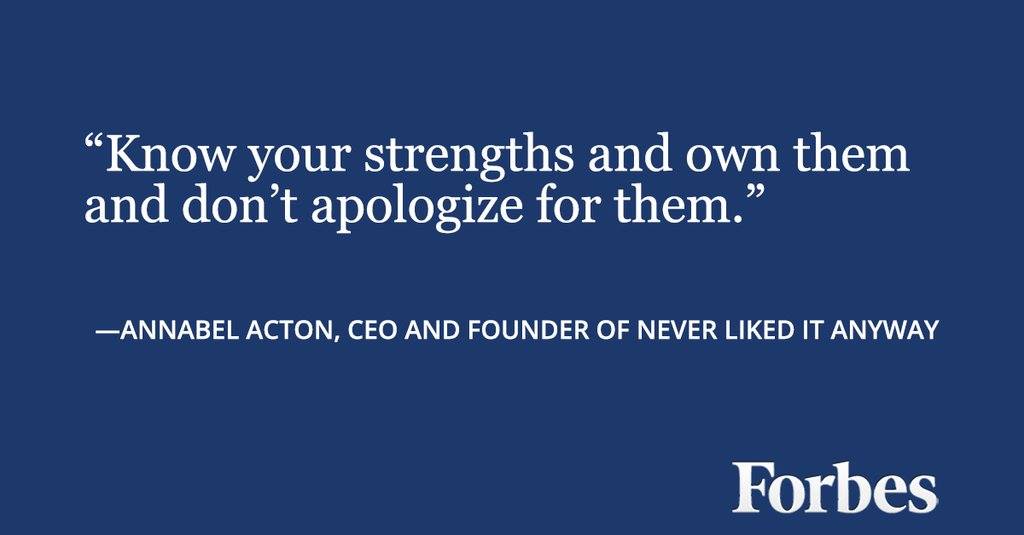 “Know your strengths and own them
and don’t apologize for them.”
—ANNABEL ACTON, CEO AND FOUNDER OF NEVER LIKED IT ANYWAY
Forbes